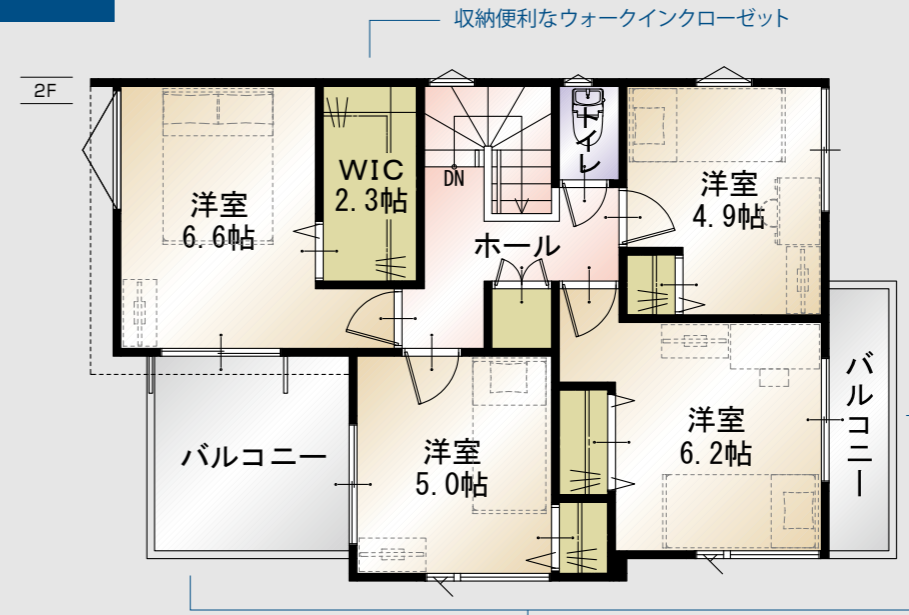 収納便利なウォークインクローゼット
2F
洋室
6.6帖
WIC
2.3帖
DN
トイレ
ホール
洋室
4.9帖
バルコニー
洋室
5.0帖
洋室
6.2帖
バルコニー